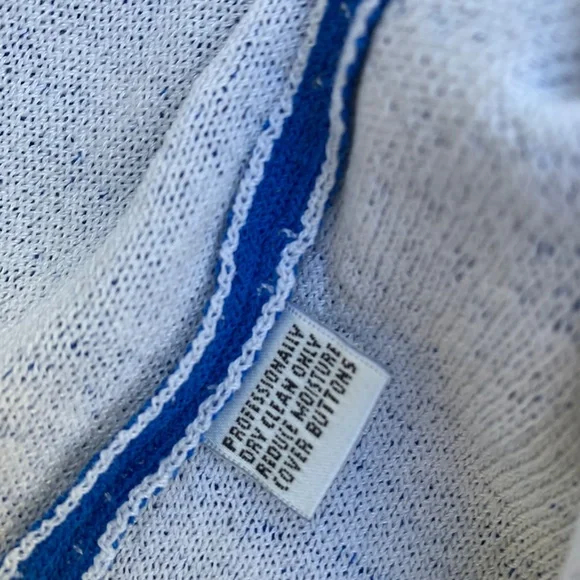 PROFESSIONALLY
DRY CLEAN ONLY
REDUCE MOISTURE
COVER BUTTONS